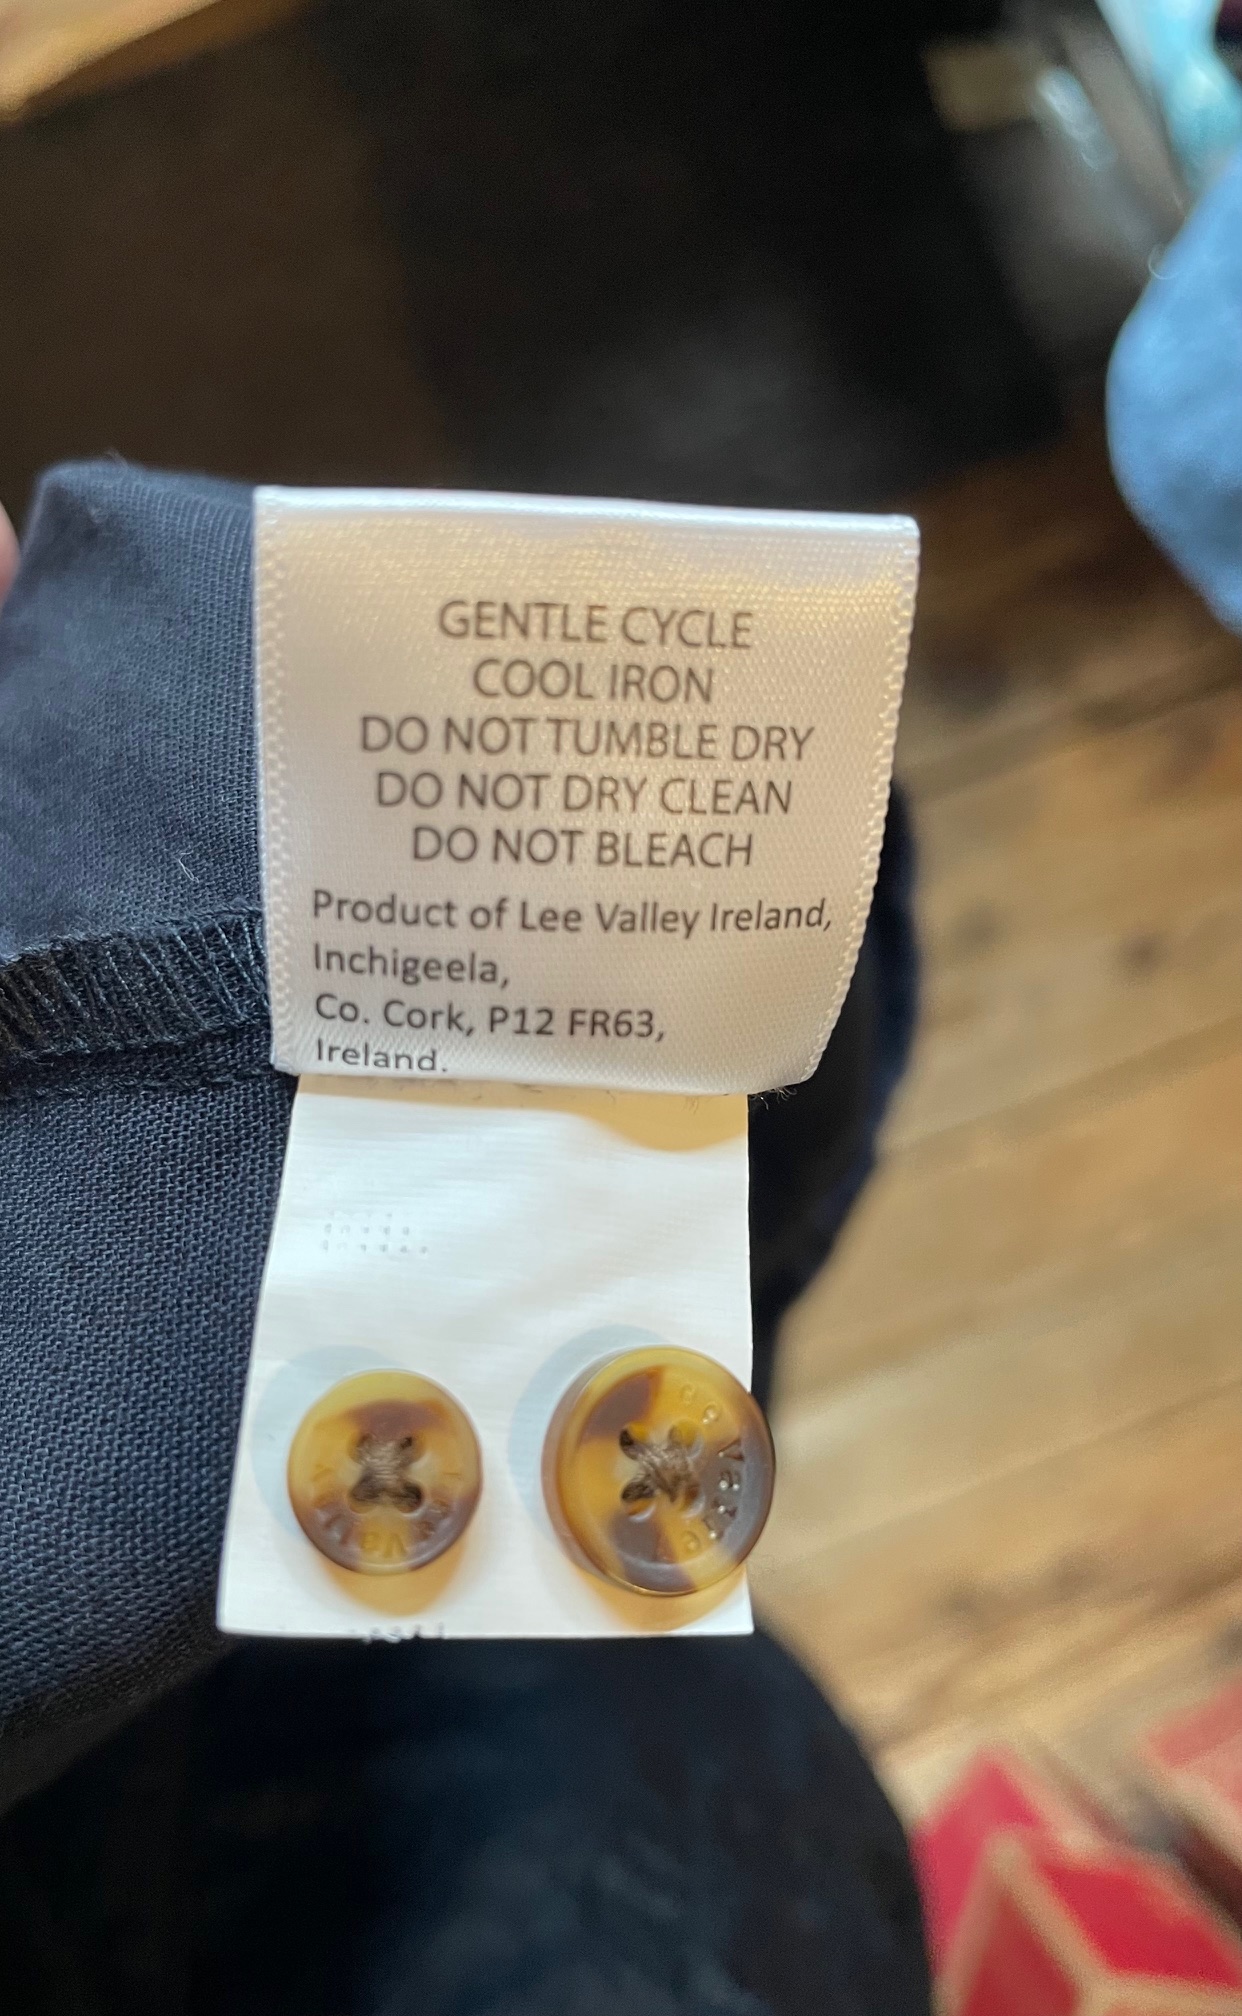 GENTLE CYCLE
COOL IRON
DO NOT TUMBLE DRY
DO NOT DRY CLEAN
DO NOT BLEACH
Product of Lee Valley Ireland,
Inchigeela,
Co. Cork, P12 FR63,
Ireland.